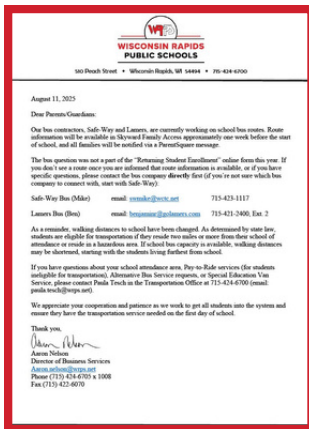 WRPS
WISCONSIN RAPIDS
PUBLIC SCHOOLS
510 Peach Street • Wisconsin Rapids, WI 54494 • 715-424-6700
August 11, 2025
Dear Parents/Guardians:
Our bus contractors, Safe-Way and Lamers, are currently working on school bus routes. Route
information will be available in Skyward Family Access approximately one week before the start
of school, and all families will be notified via a ParentSquare message.
The bus question was not a part of the "Returning Student Enrollment" online form this year. If
you don't see a route once you are informed that route information is available, or if you have
specific questions, please contact the bus company directly first (if you're not sure which bus
company to connect with, start with Safe-Way):
Safe-Way Bus (Mike) email: swmike@wctc.net 715-423-1117
Lamers Bus (Ben) email: benjaminr@golamers.com 715-421-2400, Ext. 2
As a reminder, walking distances to school have been changed. As determined by state law,
students are eligible for transportation if they reside two miles or more from their school of
attendance or reside in a hazardous area. If school bus capacity is available, walking distances
may be shortened, starting with the students living farthest from school.
If you have questions about your school attendance area, Pay-to-Ride services (for students
ineligible for transportation), Alternative Bus Service requests, or Special Education Van
Service, please contact Paula Tesch in the Transportation Office at 715-424-6700 (email:
paula.tesch@wrps.net).
We appreciate your cooperation and patience as we work to get all students into the system and
ensure they have the transportation service needed on the first day of school.
Thank you,
Aaron Nelson
Aaron Nelson
Director of Business Services
Aaron.nelson@wrps.net
Phone (715) 424-6705 x 1008
Fax (715) 422-6070